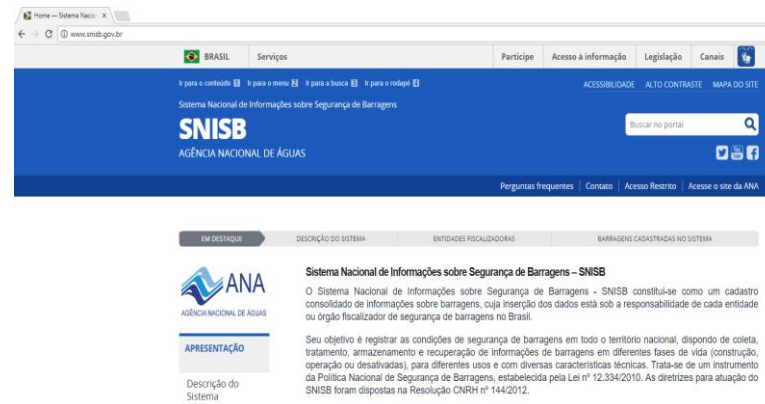 Home — Sistema Nacion
www.snisb.gov.br
BRASIL Serviços Participe Acesso à informação Legislação Canais
Ir para o conteúdo 1 Ir para o menu 2 Ir para a busca 3 Ir para o rodapé 4 ACESSIBILIDADE ALTO CONTRASTE MAPA DO SITE
Sistema Nacional de Informações sobre Segurança de Barragens
SNISB
Buscar no portal
AGÊNCIA NACIONAL DE ÁGUAS
Perguntas frequentes Contato Acesso Restrito Acesse o site da ANA
EM DESTAQUE DESCRIÇÃO DO SISTEMA ENTIDADES FISCALIZADORAS BARRAGENS CADASTRADAS NO SISTEMA
ANA
AGÊNCIA NACIONAL DE ÁGUAS
APRESENTAÇÃO
Descrição do
Sistema
Sistema Nacional de Informações sobre Segurança de Barragens – SNISB
O Sistema Nacional de Informações sobre Segurança de Barragens - SNISB constitui-se como um cadastro
consolidado de informações sobre barragens, cuja inserção dos dados está sob a responsabilidade de cada entidade
ou órgão fiscalizador de segurança de barragens no Brasil.
Seu objetivo é registrar as condições de segurança de barragens em todo o território nacional, dispondo de coleta,
tratamento, armazenamento e recuperação de informações de barragens em diferentes fases de vida (construção,
operação ou desativadas), para diferentes usos e com diversas características técnicas. Trata-se de um instrumento
da Política Nacional de Segurança de Barragens, estabelecida pela Lei nº 12.334/2010. As diretrizes para atuação do
SNISB foram dispostas na Resolução CNRH nº 144/2012.